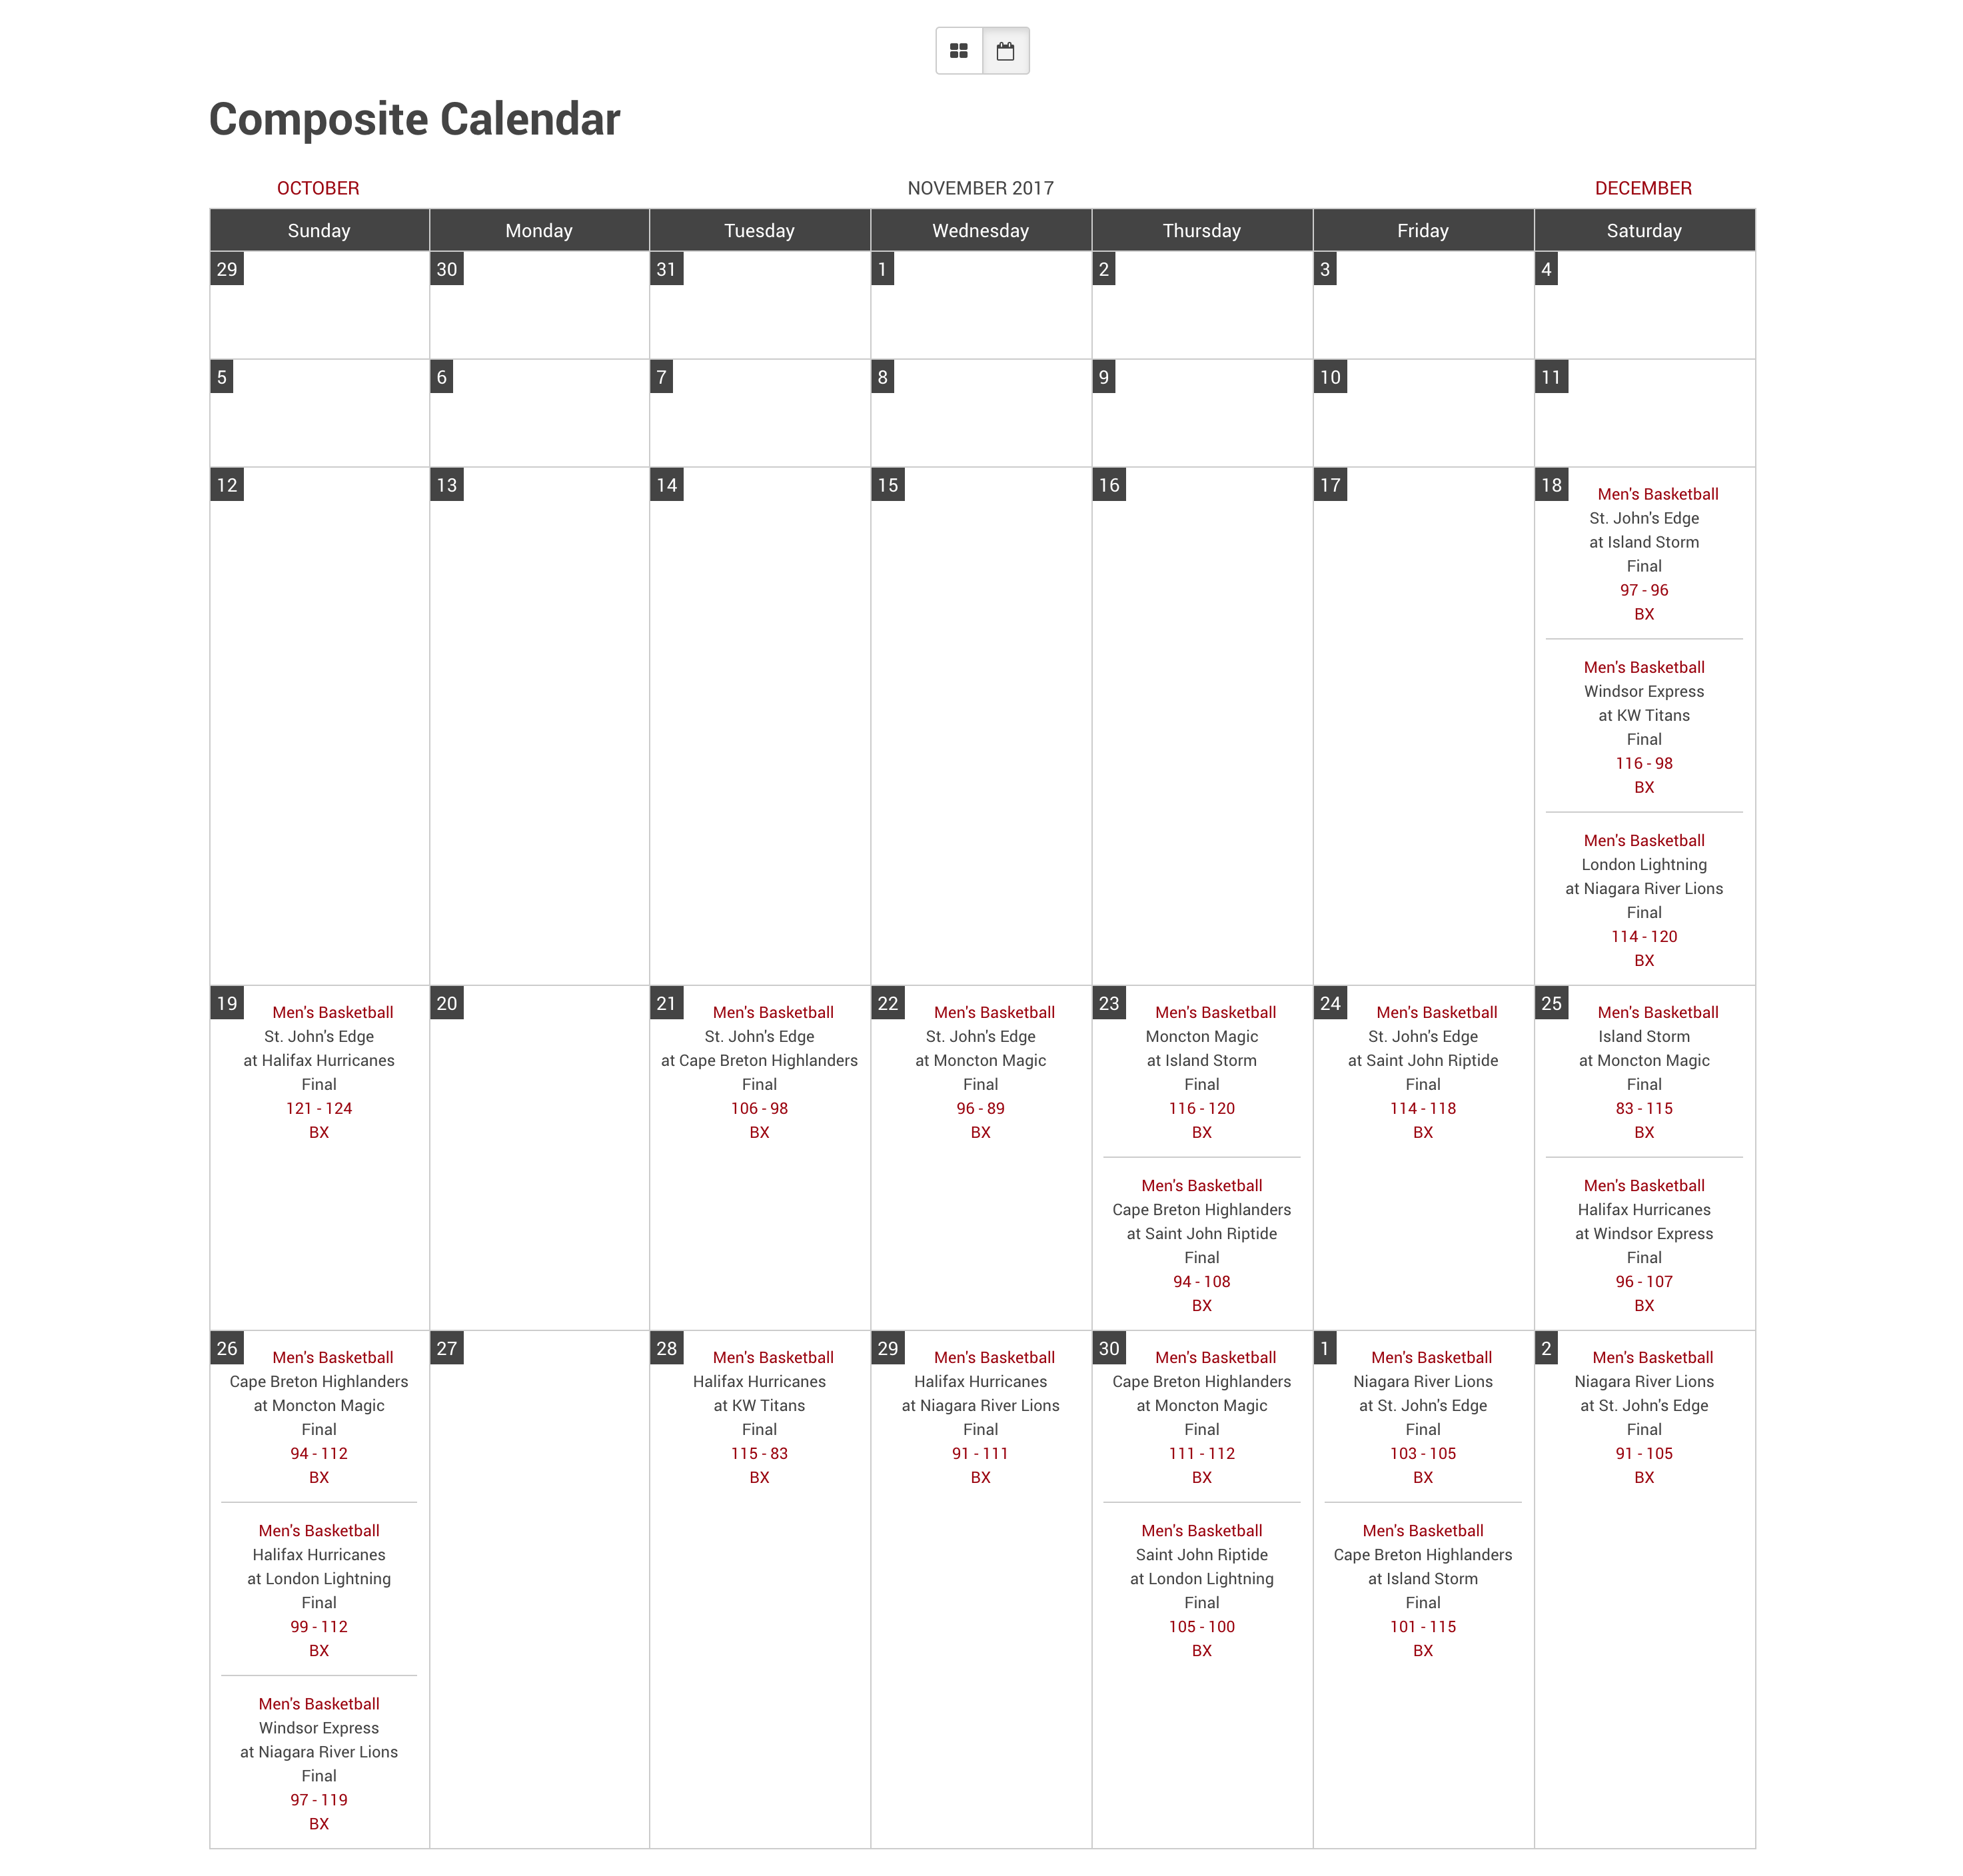 Composite Calendar
OCTOBER
NOVEMBER 2017
DECEMBER
Sunday
Monday
Tuesday
Wednesday
Thursday
Friday
Saturday
29
30
31
1
2
3
4
5
6
7
8
9
10
11
12
13
14
15
16
17
18
Men's Basketball
St. John's Edge
at Island Storm
Final
97 - 96
BX
Men's Basketball
Windsor Express
at KW Titans
Final
116 - 98
BX
Men's Basketball
London Lightning
at Niagara River Lions
Final
114 - 120
BX
19
Men's Basketball
St. John's Edge
at Halifax Hurricanes
Final
121 - 124
BX
20
21
Men's Basketball
St. John's Edge
at Cape Breton Highlanders
Final
106 - 98
BX
22
Men's Basketball
St. John's Edge
at Moncton Magic
Final
96 - 89
BX
23
Men's Basketball
Moncton Magic
at Island Storm
Final
116 - 120
BX
Men's Basketball
Cape Breton Highlanders
at Saint John Riptide
Final
94 - 108
BX
24
Men's Basketball
St. John's Edge
at Saint John Riptide
Final
114 - 118
BX
25
Men's Basketball
Island Storm
at Moncton Magic
Final
83 - 115
BX
Men's Basketball
Halifax Hurricanes
at Windsor Express
Final
96 - 107
BX
26
Men's Basketball
Cape Breton Highlanders
at Moncton Magic
Final
94 - 112
BX
Men's Basketball
Halifax Hurricanes
at London Lightning
Final
99 - 112
BX
Men's Basketball
Windsor Express
at Niagara River Lions
Final
97 - 119
BX
27
28
Men's Basketball
Halifax Hurricanes
at KW Titans
Final
115 - 83
BX
29
Men's Basketball
Halifax Hurricanes
at Niagara River Lions
Final
91 - 111
BX
30
Men's Basketball
Cape Breton Highlanders
at Moncton Magic
Final
111 - 112
BX
Men's Basketball
Saint John Riptide
at London Lightning
Final
105 - 100
BX
1
Men's Basketball
Niagara River Lions
at St. John's Edge
Final
103 - 105
BX
Men's Basketball
Cape Breton Highlanders
at Island Storm
Final
101 - 115
BX
2
Men's Basketball
Niagara River Lions
at St. John's Edge
Final
91 - 105
BX